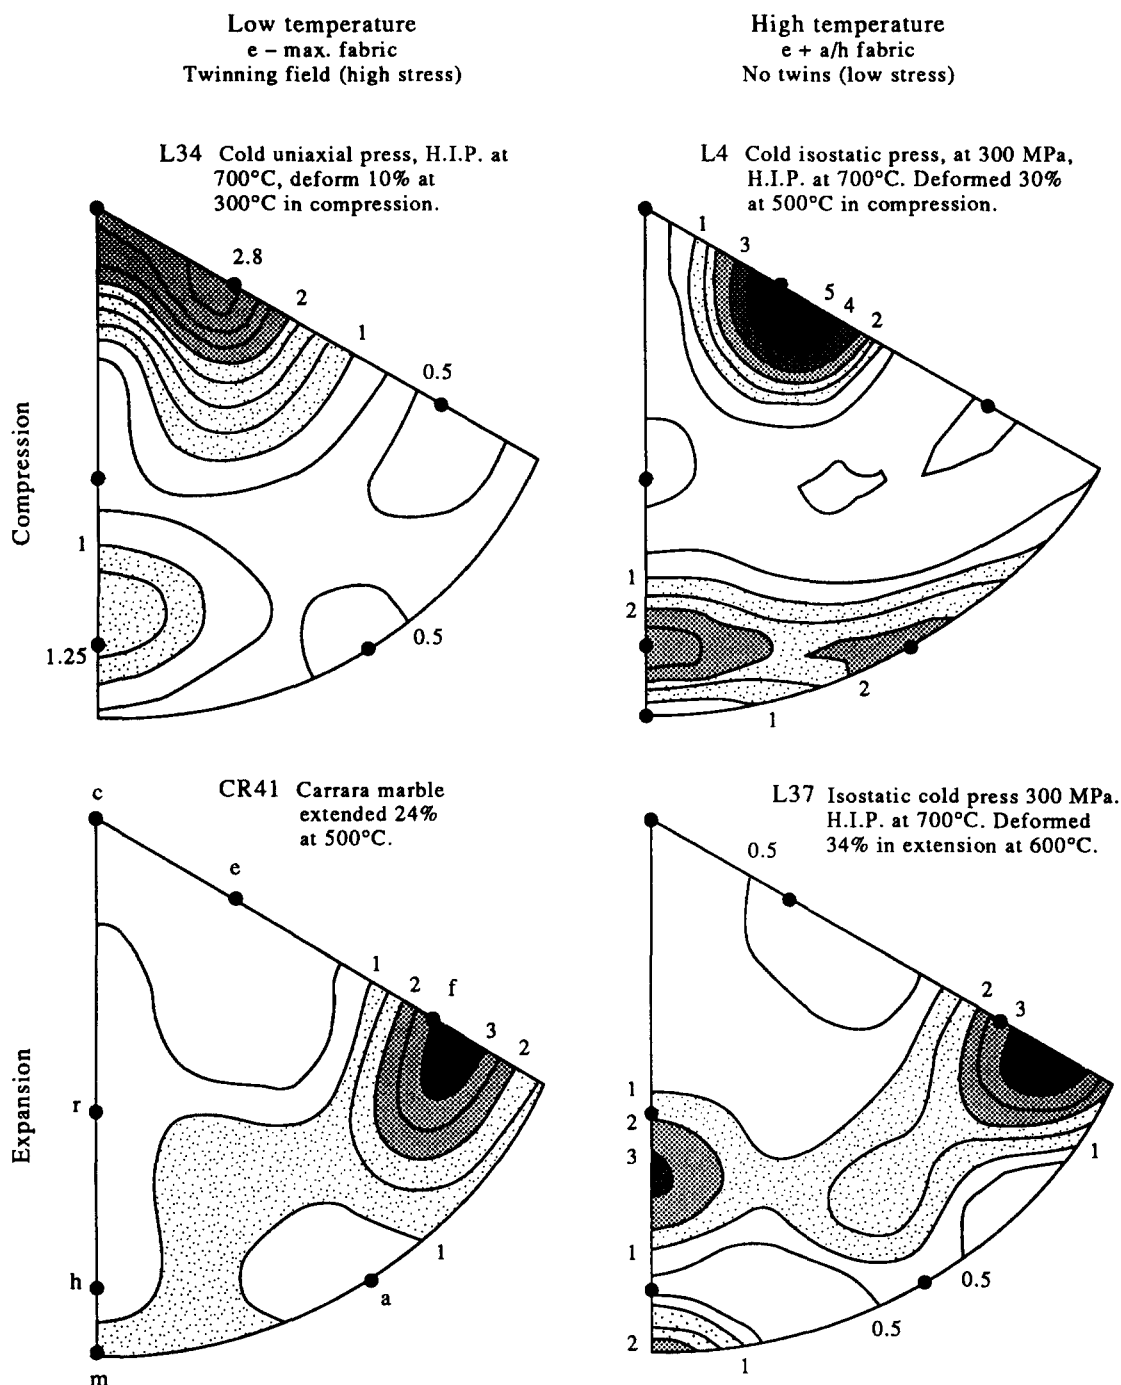 Low temperature
e – max. fabric
Twinning field (high stress)
High temperature
e + a/h fabric
No twins (low stress)
L34 Cold uniaxial press, H.I.P. at
700°C, deform 10% at
300°C in compression.
L4 Cold isostatic press, at 300 MPa,
H.I.P. at 700°C. Deformed 30%
at 500°C in compression.
Compression
2.8
2
1
0.5
1
1.25
0.5
1
3
5
4
2
1
2
2
1
CR41 Carrara marble
extended 24%
at 500°C.
L37 Isostatic cold press 300 MPa.
H.I.P. at 700°C. Deformed
34% in extension at 600°C.
Expansion
c
e
1
2
f
3
2
r
h
1
a
m
0.5
2
3
1
2
3
1
1
0.5
0.5
2
1